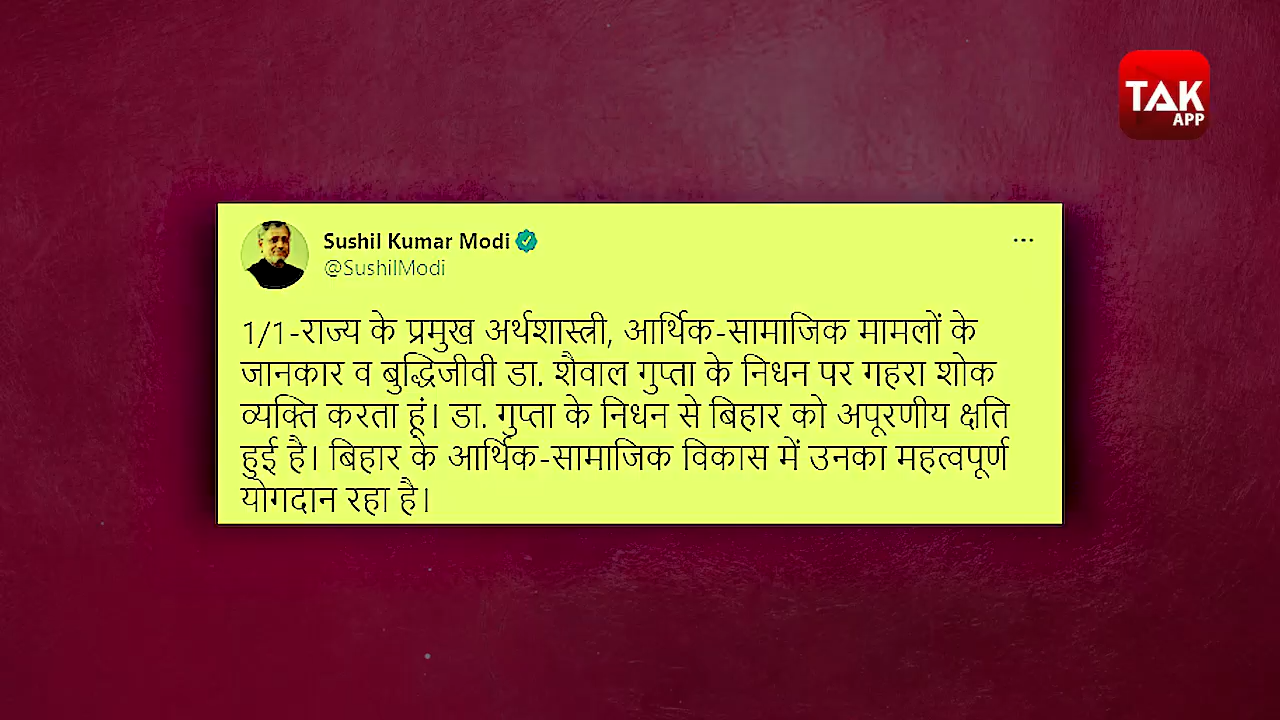 TAK
APP
Sushil Kumar Modi
@SushilModi
1/1-राज्य के प्रमुख अर्थशास्त्री, आर्थिक-सामाजिक मामलों के
जानकार व बुद्धिजीवी डा. शैवाल गुप्ता के निधन पर गहरा शोक
व्यक्ति करता हूं। डा. गुप्ता के निधन से बिहार को अपूरणीय क्षति
हुई है। बिहार के आर्थिक-सामाजिक विकास में उनका महत्वपूर्ण
योगदान रहा है।